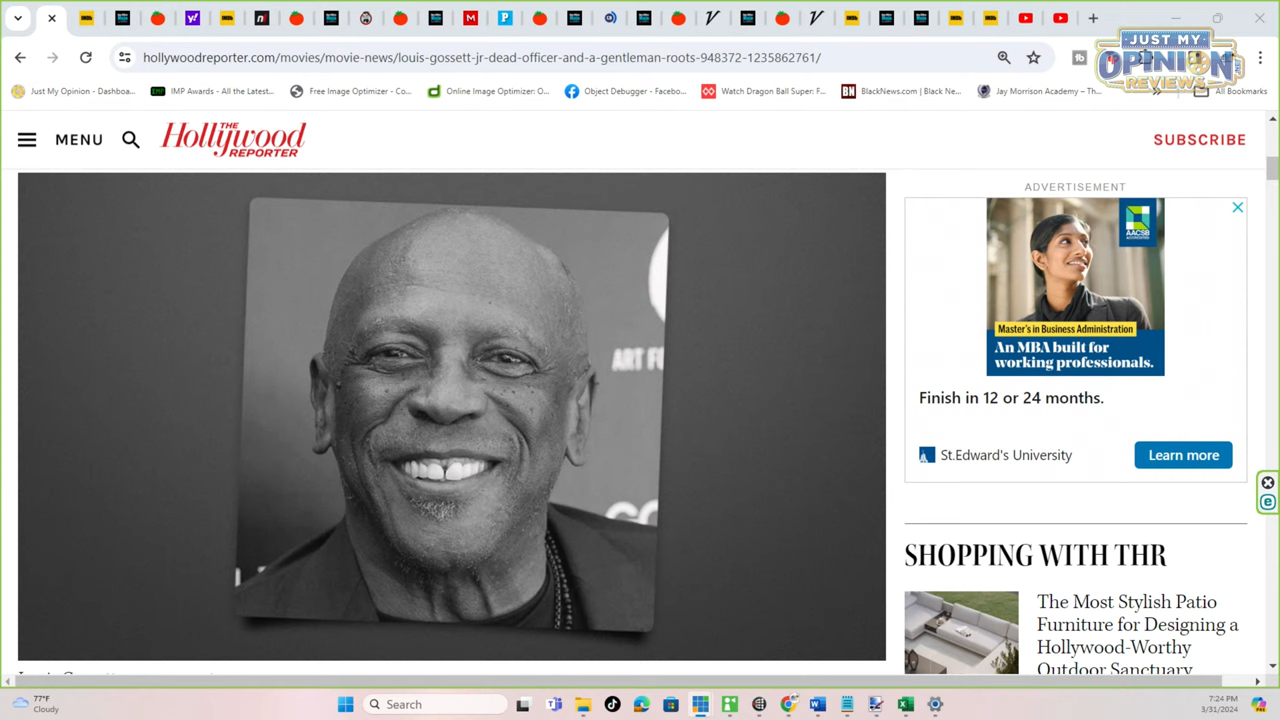 hollywoodreporter.com/movies/movie-news/lous-gossett-jr-dead-officer-and-a-gentleman-roots-948372-1235862761/
JUST MY
OPINION
REVIEWS
Just My Opinion - Dashboa...
IMP Awards - All the Latest...
Free Image Optimizer - Co...
Online Image Optimizer: O...
Object Debugger - Facebo...
Watch Dragon Ball Super: F...
BlackNews.com | Black Ne...
Jay Morrison Academy – Th...
All Bookmarks
MENU
THE
Hollywood
REPORTER
SUBSCRIBE
ADVERTISEMENT
AACSB
ACCREDITED
Master's in Business Administration
An MBA built for
working professionals.
Finish in 12 or 24 months.
St.Edward's University
Learn more
SHOPPING WITH THR
The Most Stylish Patio
Furniture for Designing a
Hollywood-Worthy
Outdoor Sanctuary
77°F
Cloudy
Search
7:24 PM
3/31/2024